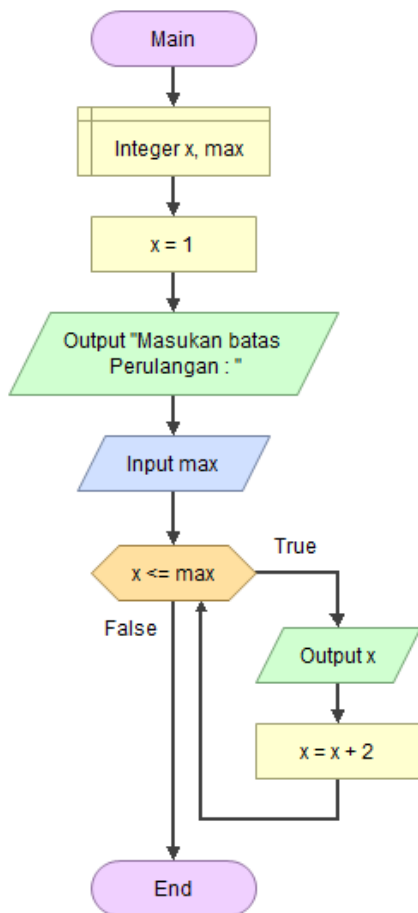 Main
Integer x, max
x = 1
Output "Masukan batas
Perulangan : "
Input max
x <= max
True
False
Output x
x = x + 2
End